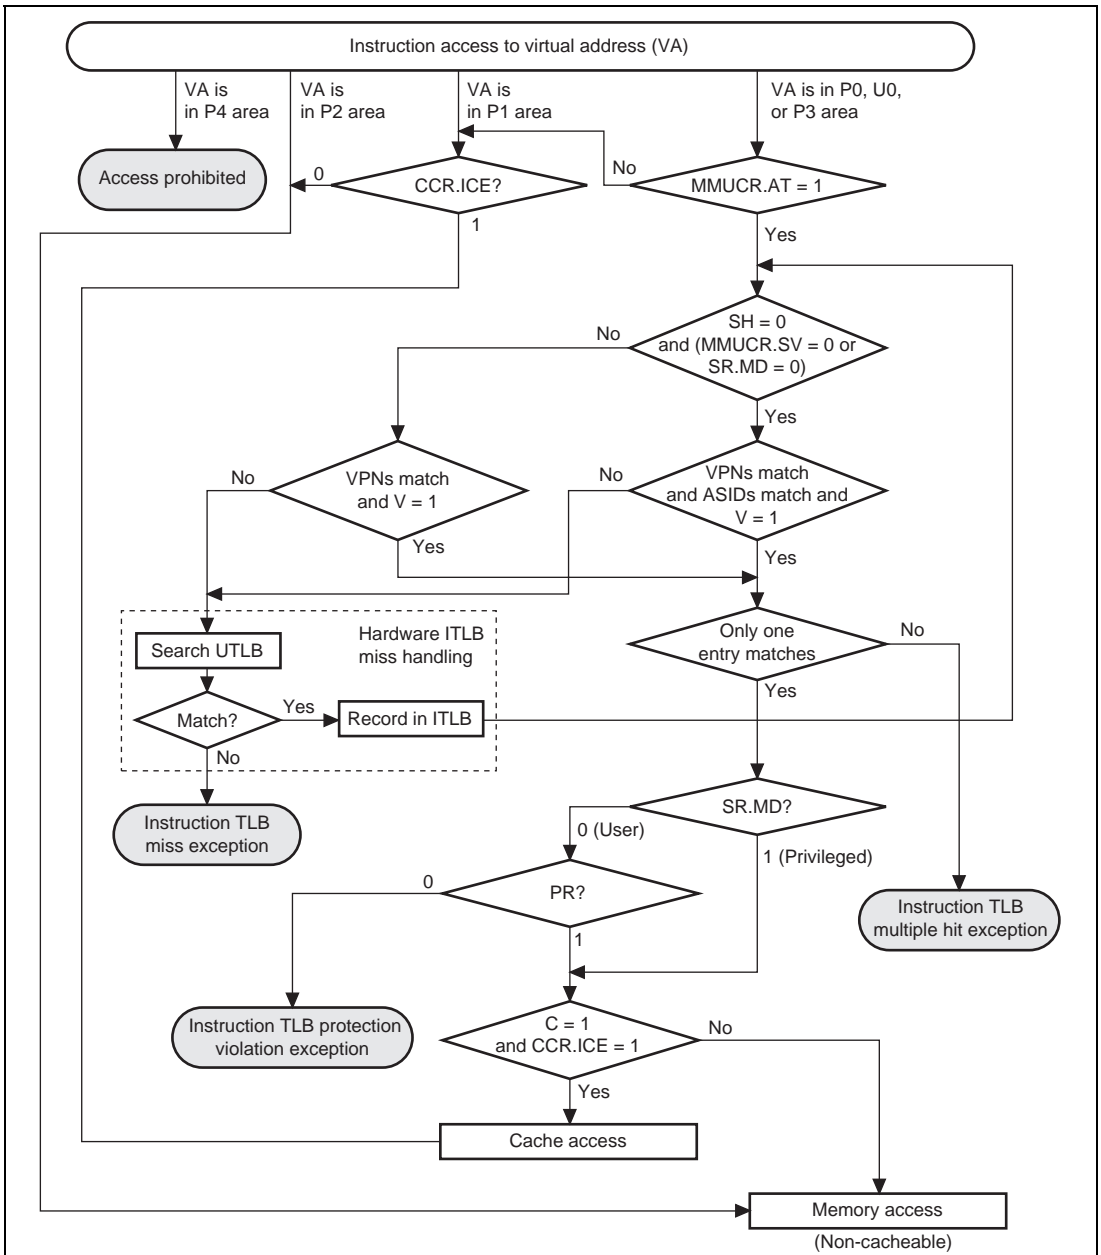 Instruction access to virtual address (VA)
VA is
in P4 area
VA is
in P2 area
VA is
in P1 area
VA is in P0, U0,
or P3 area
Access prohibited
0
CCR.ICE?
No
MMUCR.AT = 1
1
Yes
No
SH = 0
and (MMUCR.SV = 0 or
SR.MD = 0)
Yes
No
VPNs match
and V = 1
No
VPNs match
and ASIDs match and
V = 1
Yes
Yes
Search UTLB
Hardware ITLB
miss handling
Only one
entry matches
No
Yes
Match?
Yes
Record in ITLB
No
SR.MD?
Instruction TLB
miss exception
0 (User)
1 (Privileged)
0
PR?
Instruction TLB
multiple hit exception
1
Instruction TLB protection
violation exception
C = 1
and CCR.ICE = 1
No
Yes
Cache access
Memory access
(Non-cacheable)